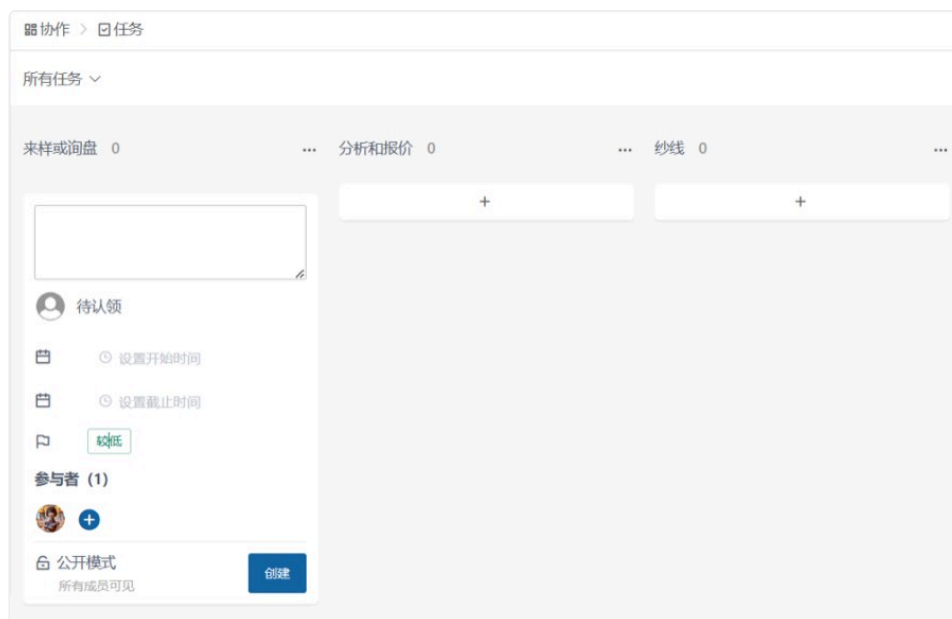 协作 > 任务
所有任务
来样或询盘 0 ...
分析和报价 0 ...
纱线 0 ...
+
+
待认领
设置开始时间
设置截止时间
较低
参与者（1）
公开模式
所有成员可见
创建